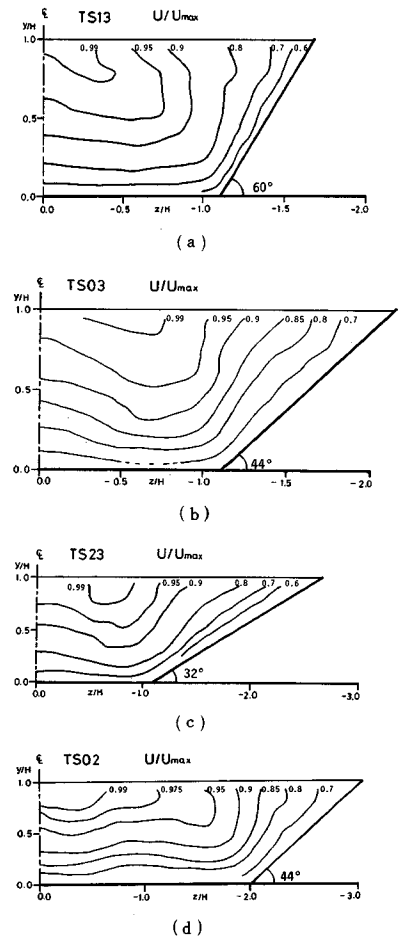 ℄ TS13 U/Umax
y/H
1.0 0.99 0.95 0.9 0.8 0.7 0.6
0.5
0.0 60°
0.0 -0.5 z/H -1.0 -1.5 -2.0
(a)
℄ TS03 U/Umax
y/H
1.0 0.99 0.95 0.9 0.85 0.8 0.7
0.5
0.0 44°
0.0 -0.5 z/H -1.0 -1.5 -2.0
(b)
℄ TS23 U/Umax
y/H
1.0 0.99 0.95 0.9 0.8 0.7 0.6
0.5
0.0 32°
0.0 z/H -1.0 -2.0 -3.0
(c)
℄ TS02 U/Umax
y/H
1.0 0.99 0.975 0.95 0.9 0.85 0.8 0.7
0.5
0.0 44°
0.0 -1.0 z/H -2.0 -3.0
(d)